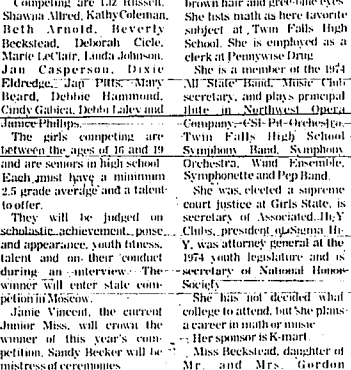 Competing are Liz Russell,
Shawna Allred, Kathy Coleman,
Beth Arnold, Beverly
Beckstead, Deborah Cicle,
Marie LeClair, Linda Johnson,
Jan Casperson, Dixie
Eldredge, Jan Pitts, Mary
Beard, Debbie Hammond,
Cindy Gabica, Debbi Laley and
Janice Phillips.
The girls competing are
between the ages of 16 and 19
and are seniors in high school.
Each must have a minimum
2.5 grade average and a talent
to offer.
They will be judged on
scholastic achievement, poise
and appearance, youth fitness,
talent and on their conduct
during an interview. The
winner will enter state com-
petition in Moscow.
Janie Vincent, the current
Junior Miss, will crown the
winner of this year's com-
petition. Sandy Becker will be
mistress of ceremonies.
brown hair and green-blue eyes.
She lists math as here favorite
subject at Twin Falls High
School. She is employed as a
clerk at Pennywise Drug.
She is a member of the 1974
All State Band, Music Club
secretary, and plays principal
flute in Northwest Opera
Company, CSI Pit Orchestra,
Twin Falls High School
Symphony Band, Symphony
Orchestra, Wind Ensemble,
Symphonette and Pep Band.
She was elected a supreme
court justice at Girls State, is
secretary of Associated Hi-Y
Clubs, president of Sigma Hi-
Y, was attorney general at the
1974 youth legislature and is
secretary of National Honor
Society.
She has not decided what
college to attend, but she plans
a career in math or music.
Her sponsor is K-mart.
Miss Beckstead, daughter of
Mr. and Mrs. Gordon